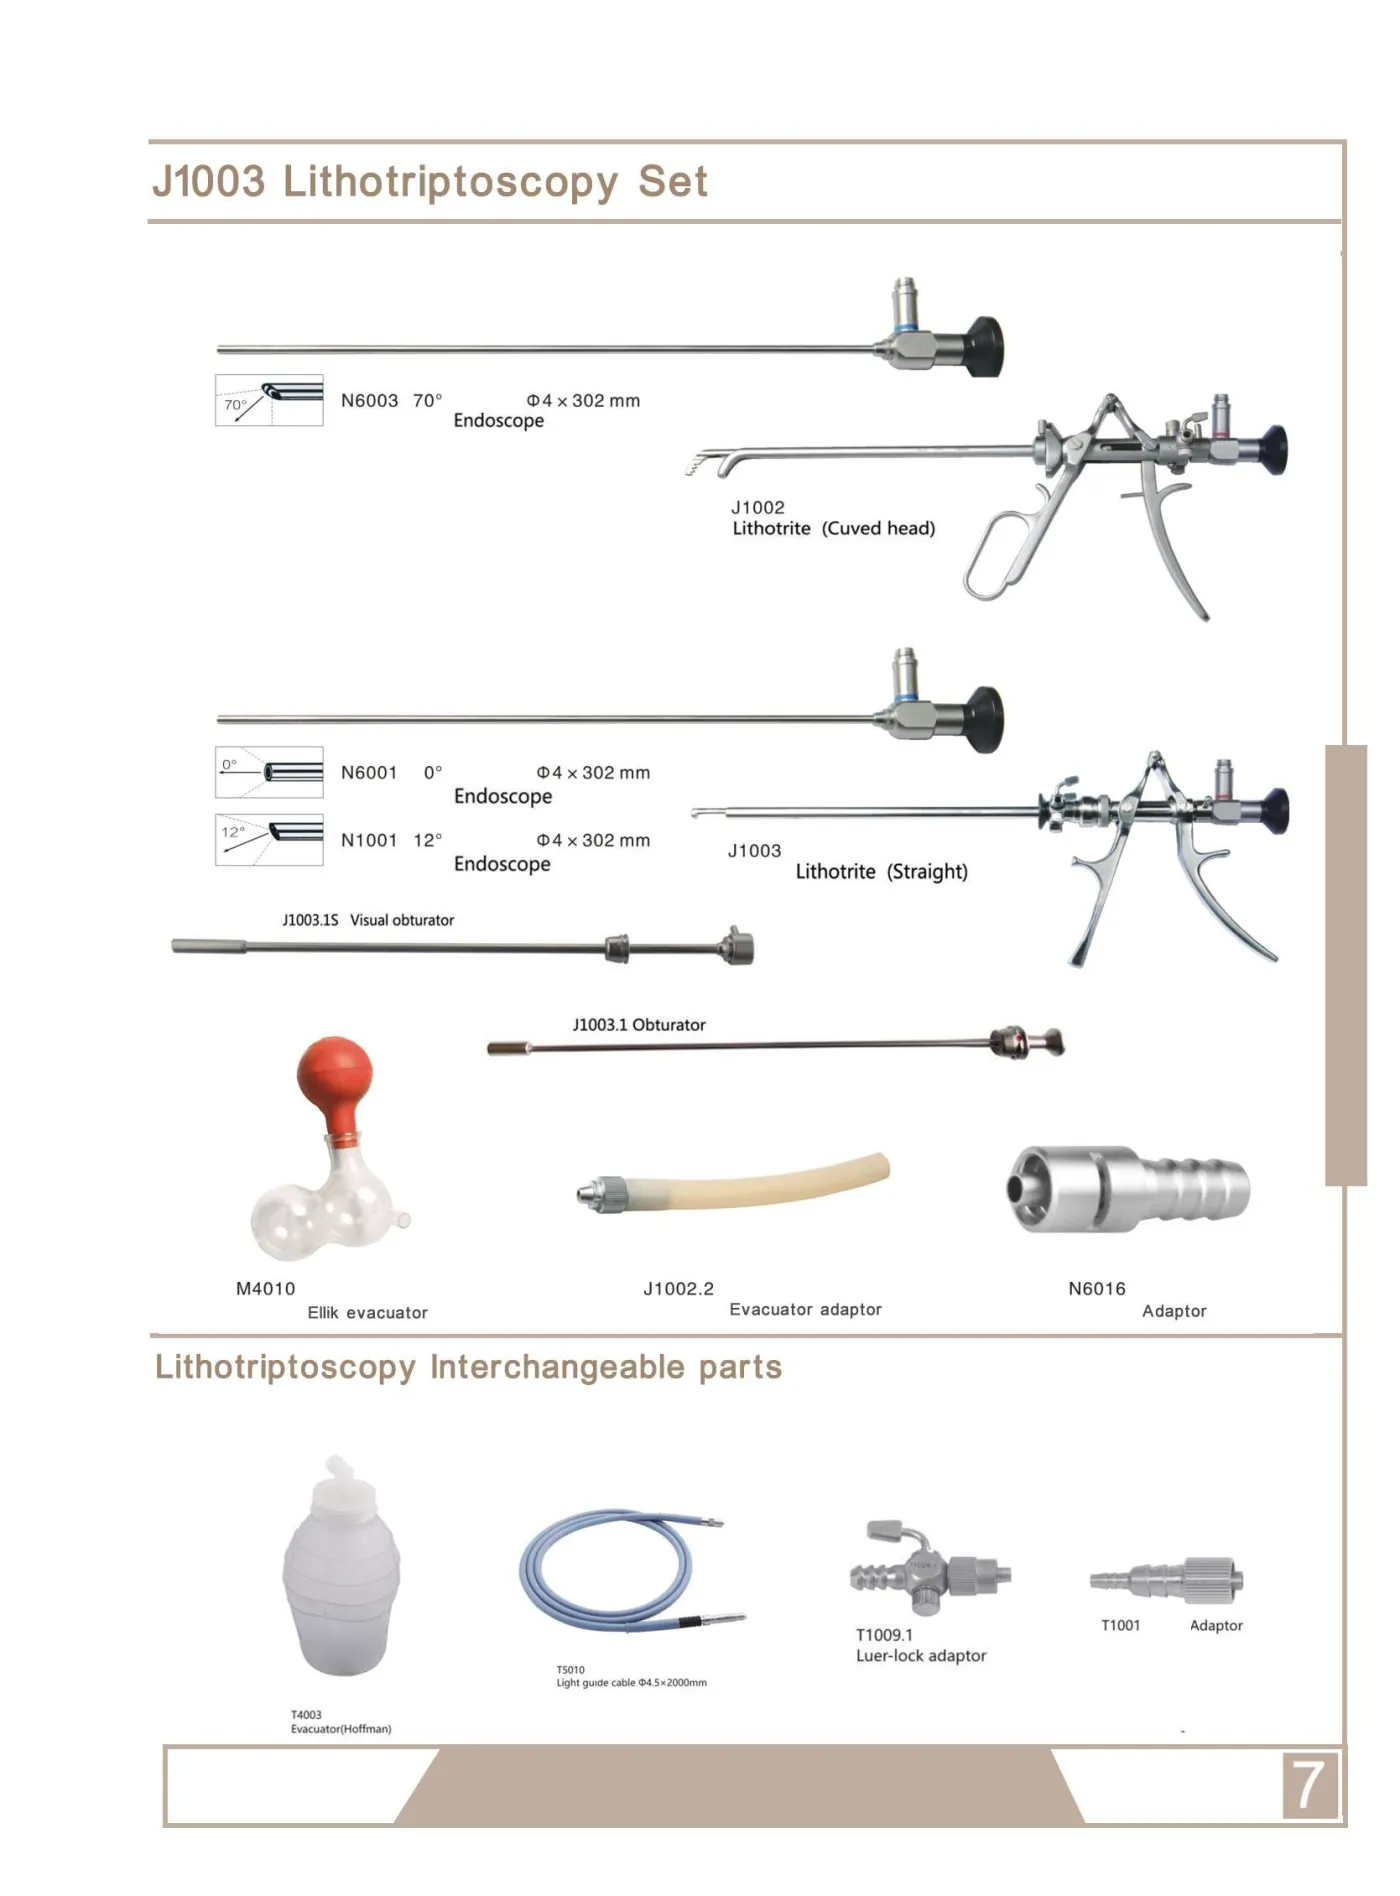 J1003 Lithotriptoscopy Set
70°
N6003 70° Φ4×302 mm
Endoscope
J1002
Lithotrite (Cuved head)
0°
N6001 0° Φ4×302 mm
Endoscope
12°
N1001 12° Φ4×302 mm
Endoscope
J1003
Lithotrite (Straight)
J1003.1S Visual obturator
J1003.1 Obturator
M4010
Ellik evacuator
J1002.2
Evacuator adaptor
N6016
Adaptor
Lithotriptoscopy Interchangeable parts
T4003
Evacuator(Hoffman)
T5010
Light guide cable Φ4.5×2000mm
T1009.1
T1009.1
Luer-lock adaptor
T1001 Adaptor
7